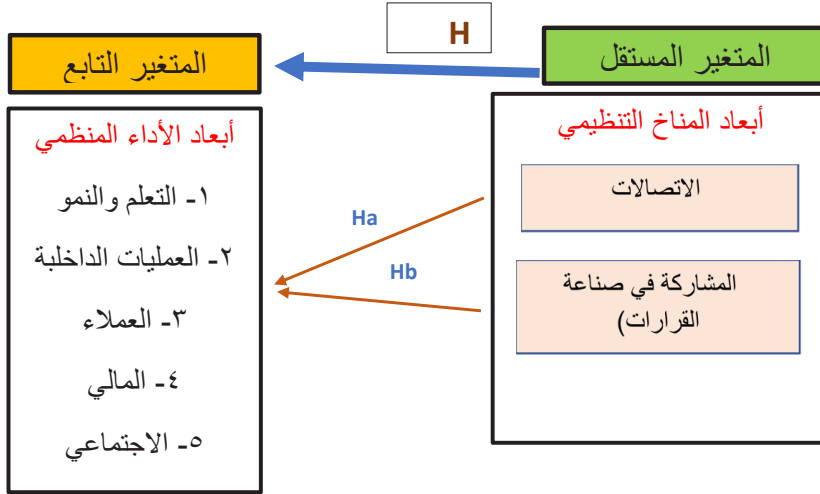 H
المتغير المستقل
المتغير التابع
أبعاد المناخ التنظيمي
الاتصالات
المشاركة في صناعة
القرارات)
Ha
Hb
أبعاد الأداء المنظمي
١- التعلم والنمو
٢- العمليات الداخلبة
٣- العملاء
٤- المالي
٥- الاجتماعي